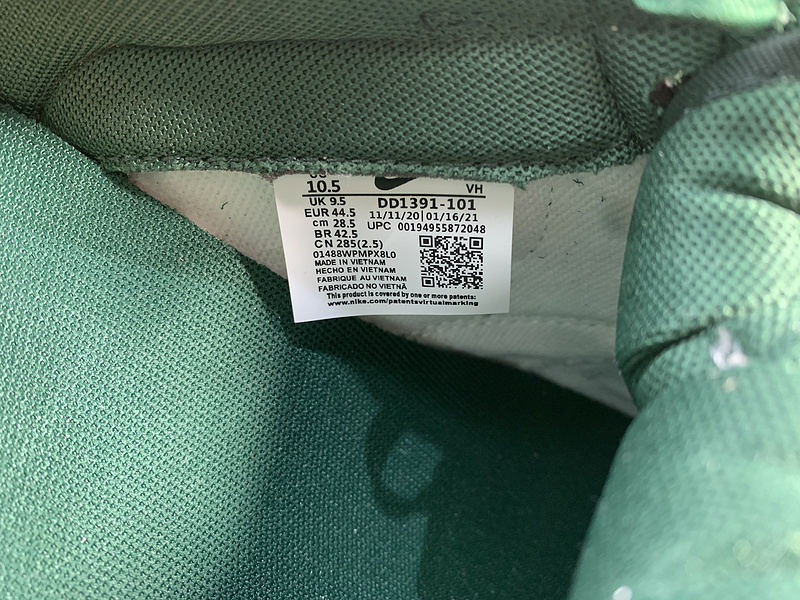 US
10.5
VH
UK 9.5
DD1391-101
EUR 44.5
11/11/20|01/16/21
cm 28.5
UPC 00194955872048
BR 42.5
CN 285(2.5)
01488WPMPX8L0
MADE IN VIETNAM
HECHO EN VIETNAM
FABRIQUE AU VIETNAM
FABRICADO NO VIETNÃ
This product is covered by one or more patents:
www.nike.com/patentsvirtualmarking